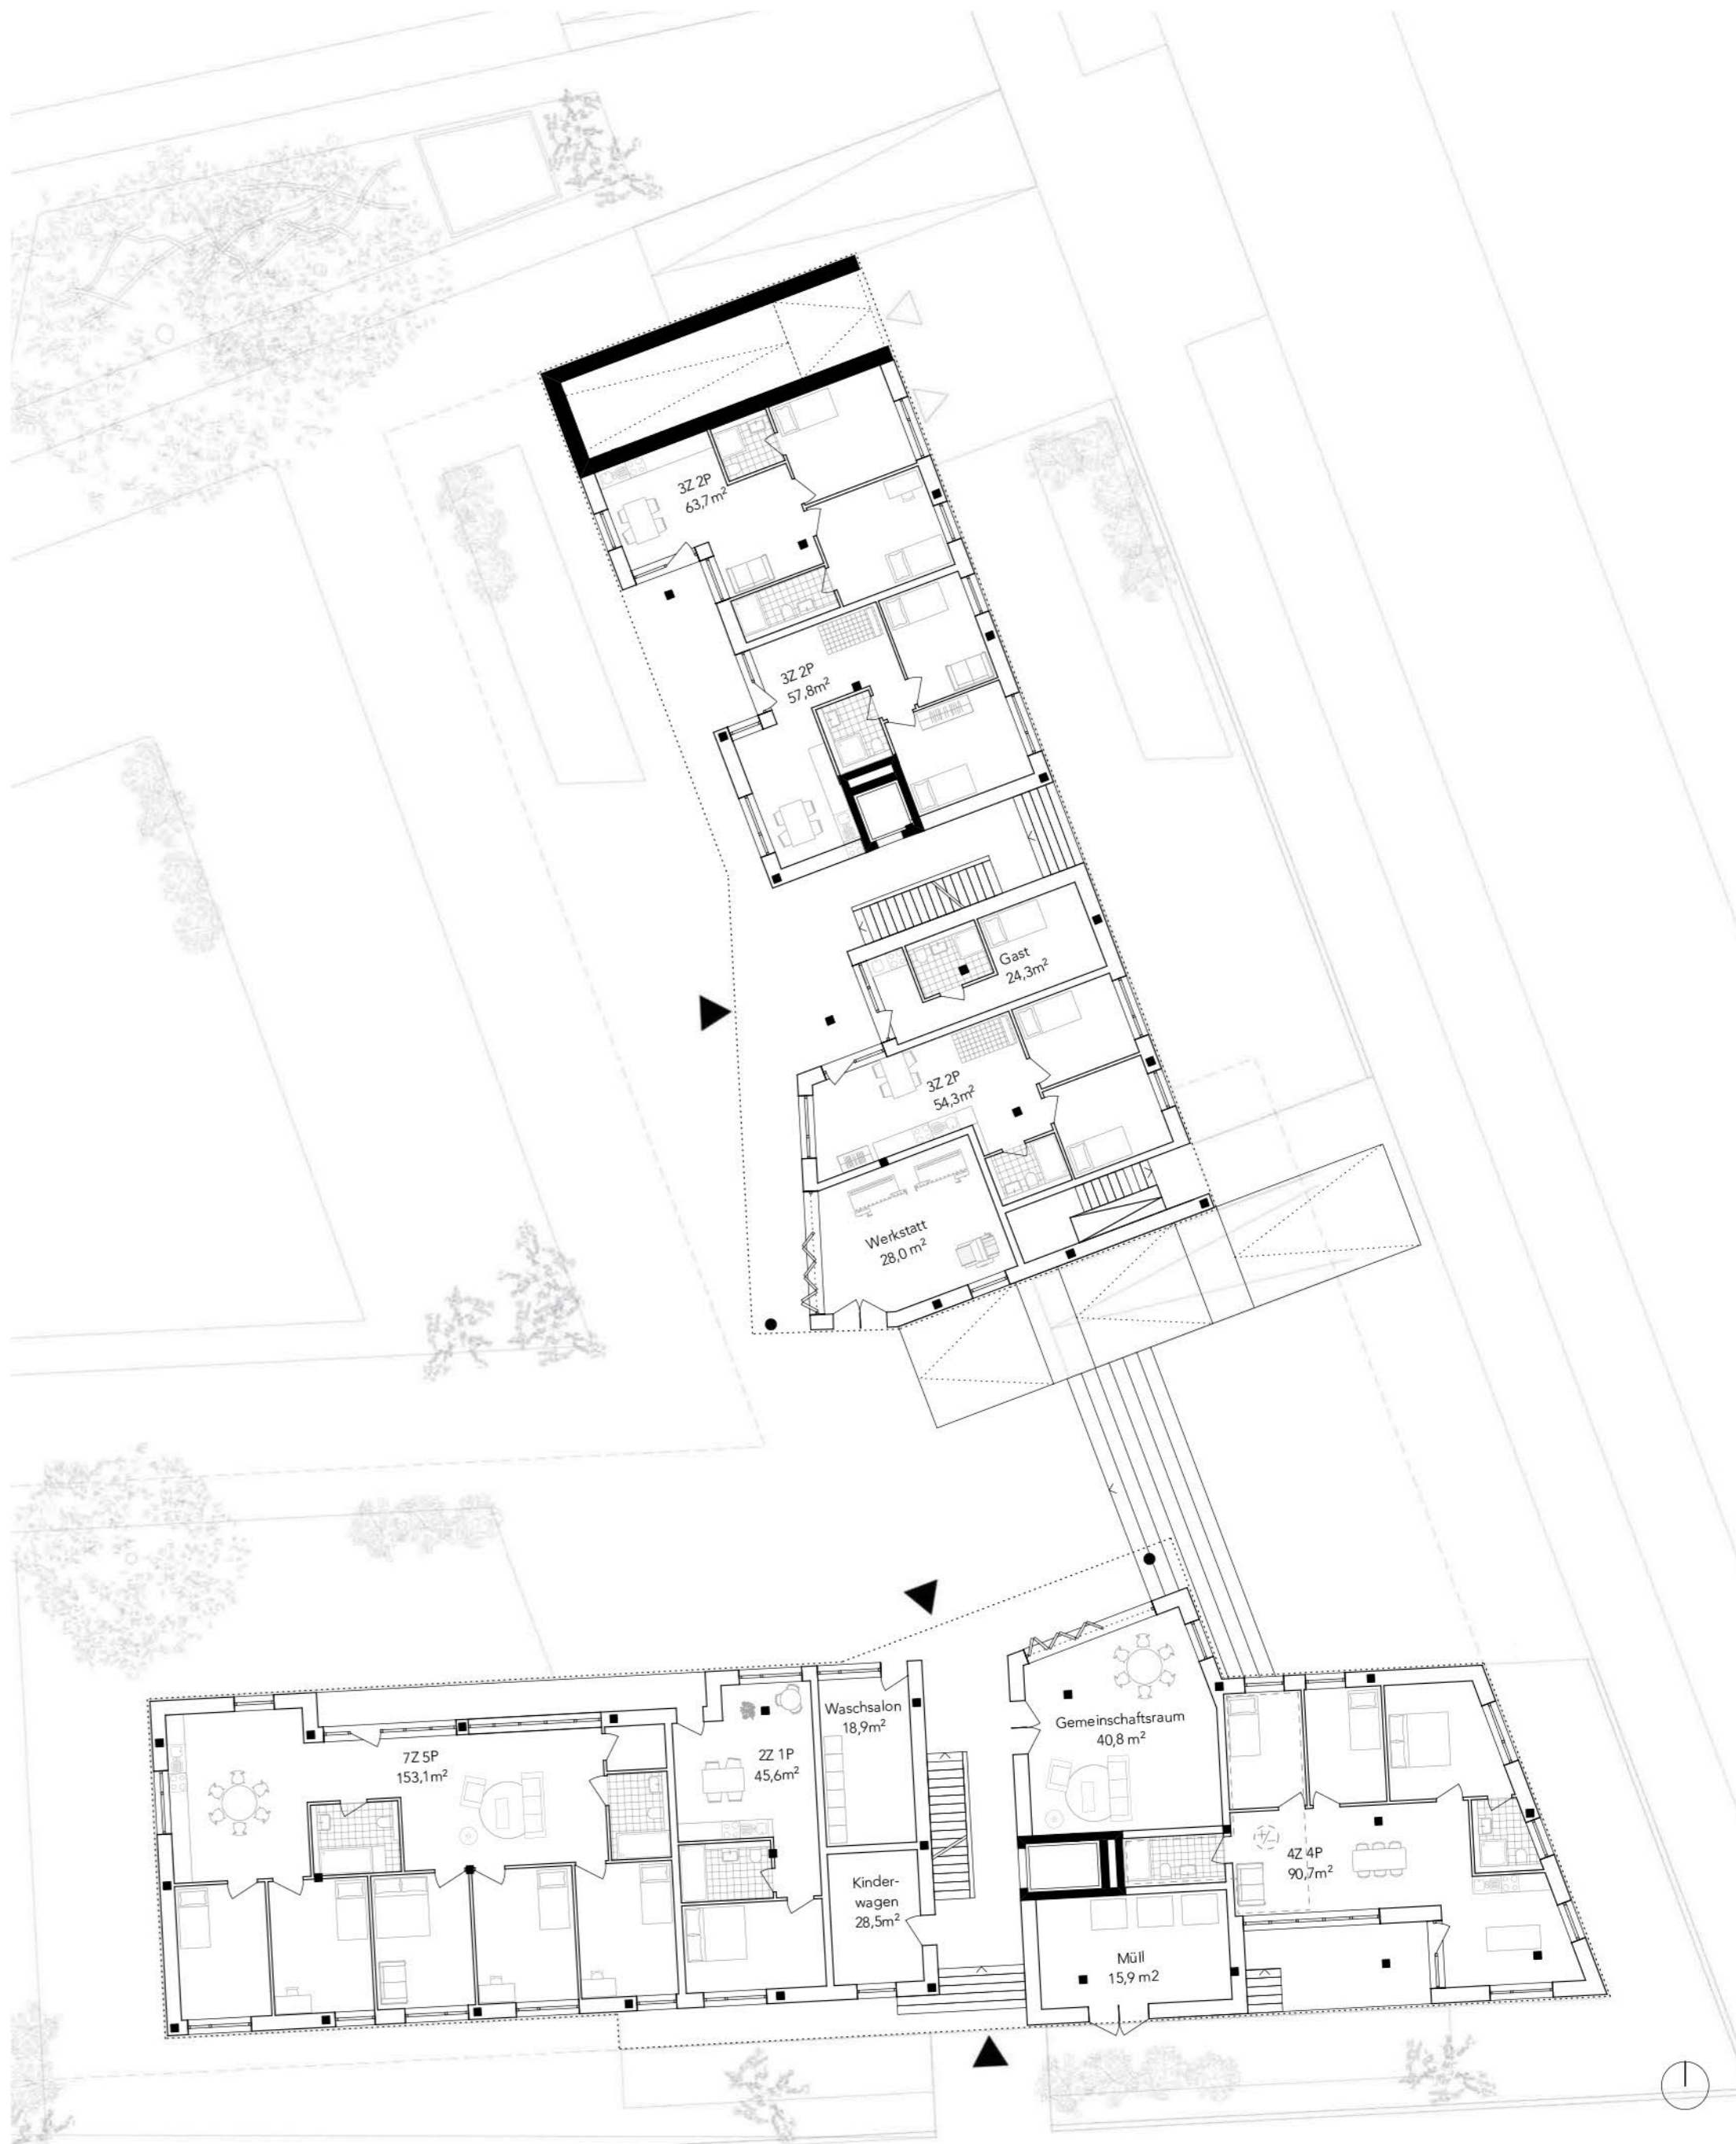 3Z 2P
63,7m²
3Z 2P
57,8m²
Gast
24,3m²
3Z 2P
54,3m²
Werkstatt
28,0 m²
Waschsalon
18,9m²
Gemeinschaftsraum
40,8 m²
7Z 5P
153,1m²
2Z 1P
45,6m²
4Z 4P
90,7m²
Kinder-
wagen
28,5m²
Müll
15,9 m2
+/-